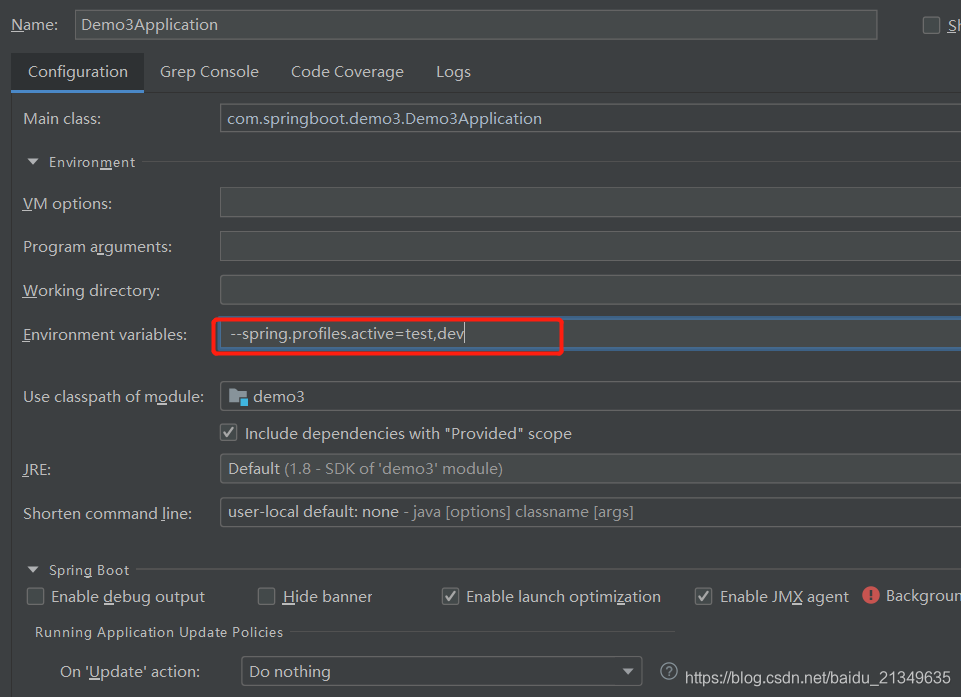 Name: Demo3Application
Configuration Grep Console Code Coverage Logs
Main class: com.springboot.demo3.Demo3Application
Environment
VM options:
Program arguments:
Working directory:
Environment variables: --spring.profiles.active=test,dev
Use classpath of module: demo3
Include dependencies with "Provided" scope
JRE: Default (1.8 - SDK of 'demo3' module)
Shorten command line: user-local default: none - java [options] classname [args]
Spring Boot
Enable debug output Hide banner Enable launch optimization Enable JMX agent
Running Application Update Policies
On 'Update' action: Do nothing
https://blog.csdn.net/baidu_21349635